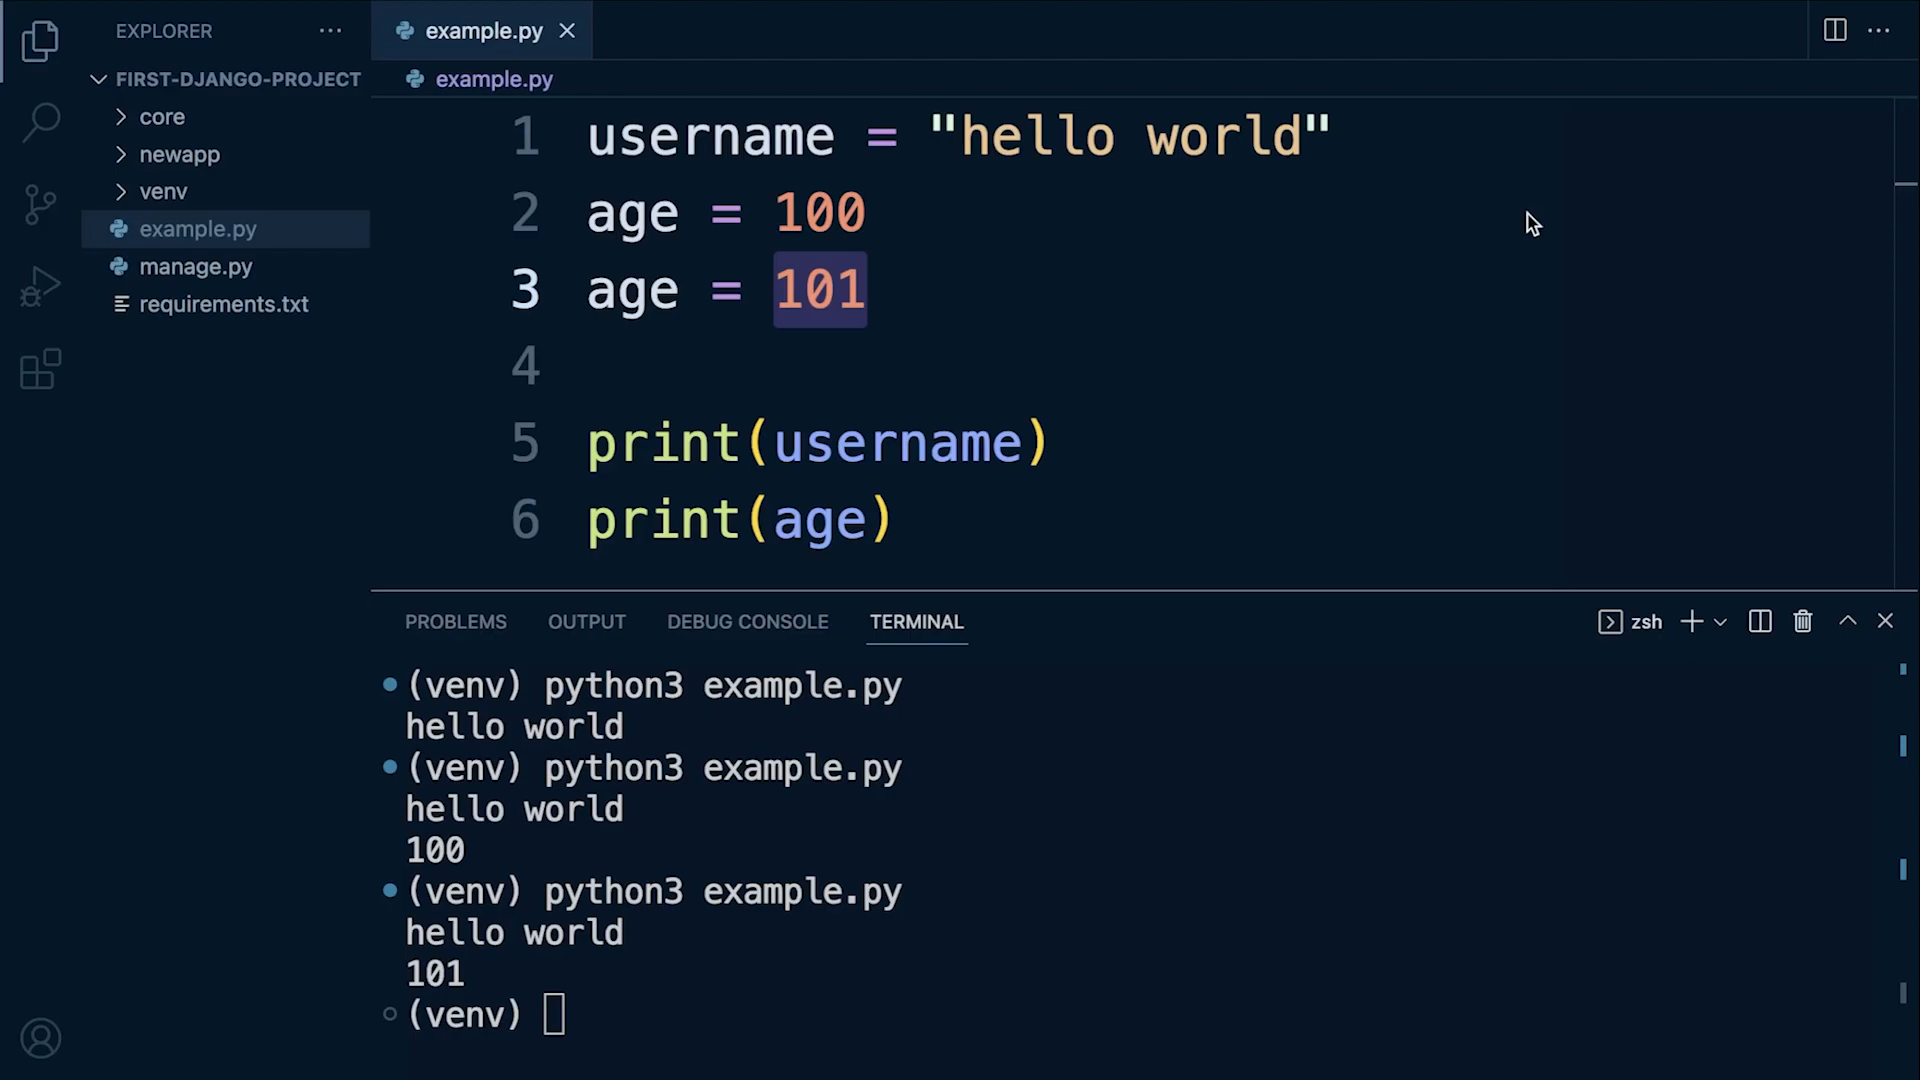 EXPLORER
example.py
FIRST-DJANGO-PROJECT
example.py
core
newapp
venv
example.py
manage.py
requirements.txt
1 username = "hello world"
2 age = 100
3 age = 101
4
5 print(username)
6 print(age)
PROBLEMS OUTPUT DEBUG CONSOLE TERMINAL zsh
(venv) python3 example.py
hello world
(venv) python3 example.py
hello world
100
(venv) python3 example.py
hello world
101
(venv)